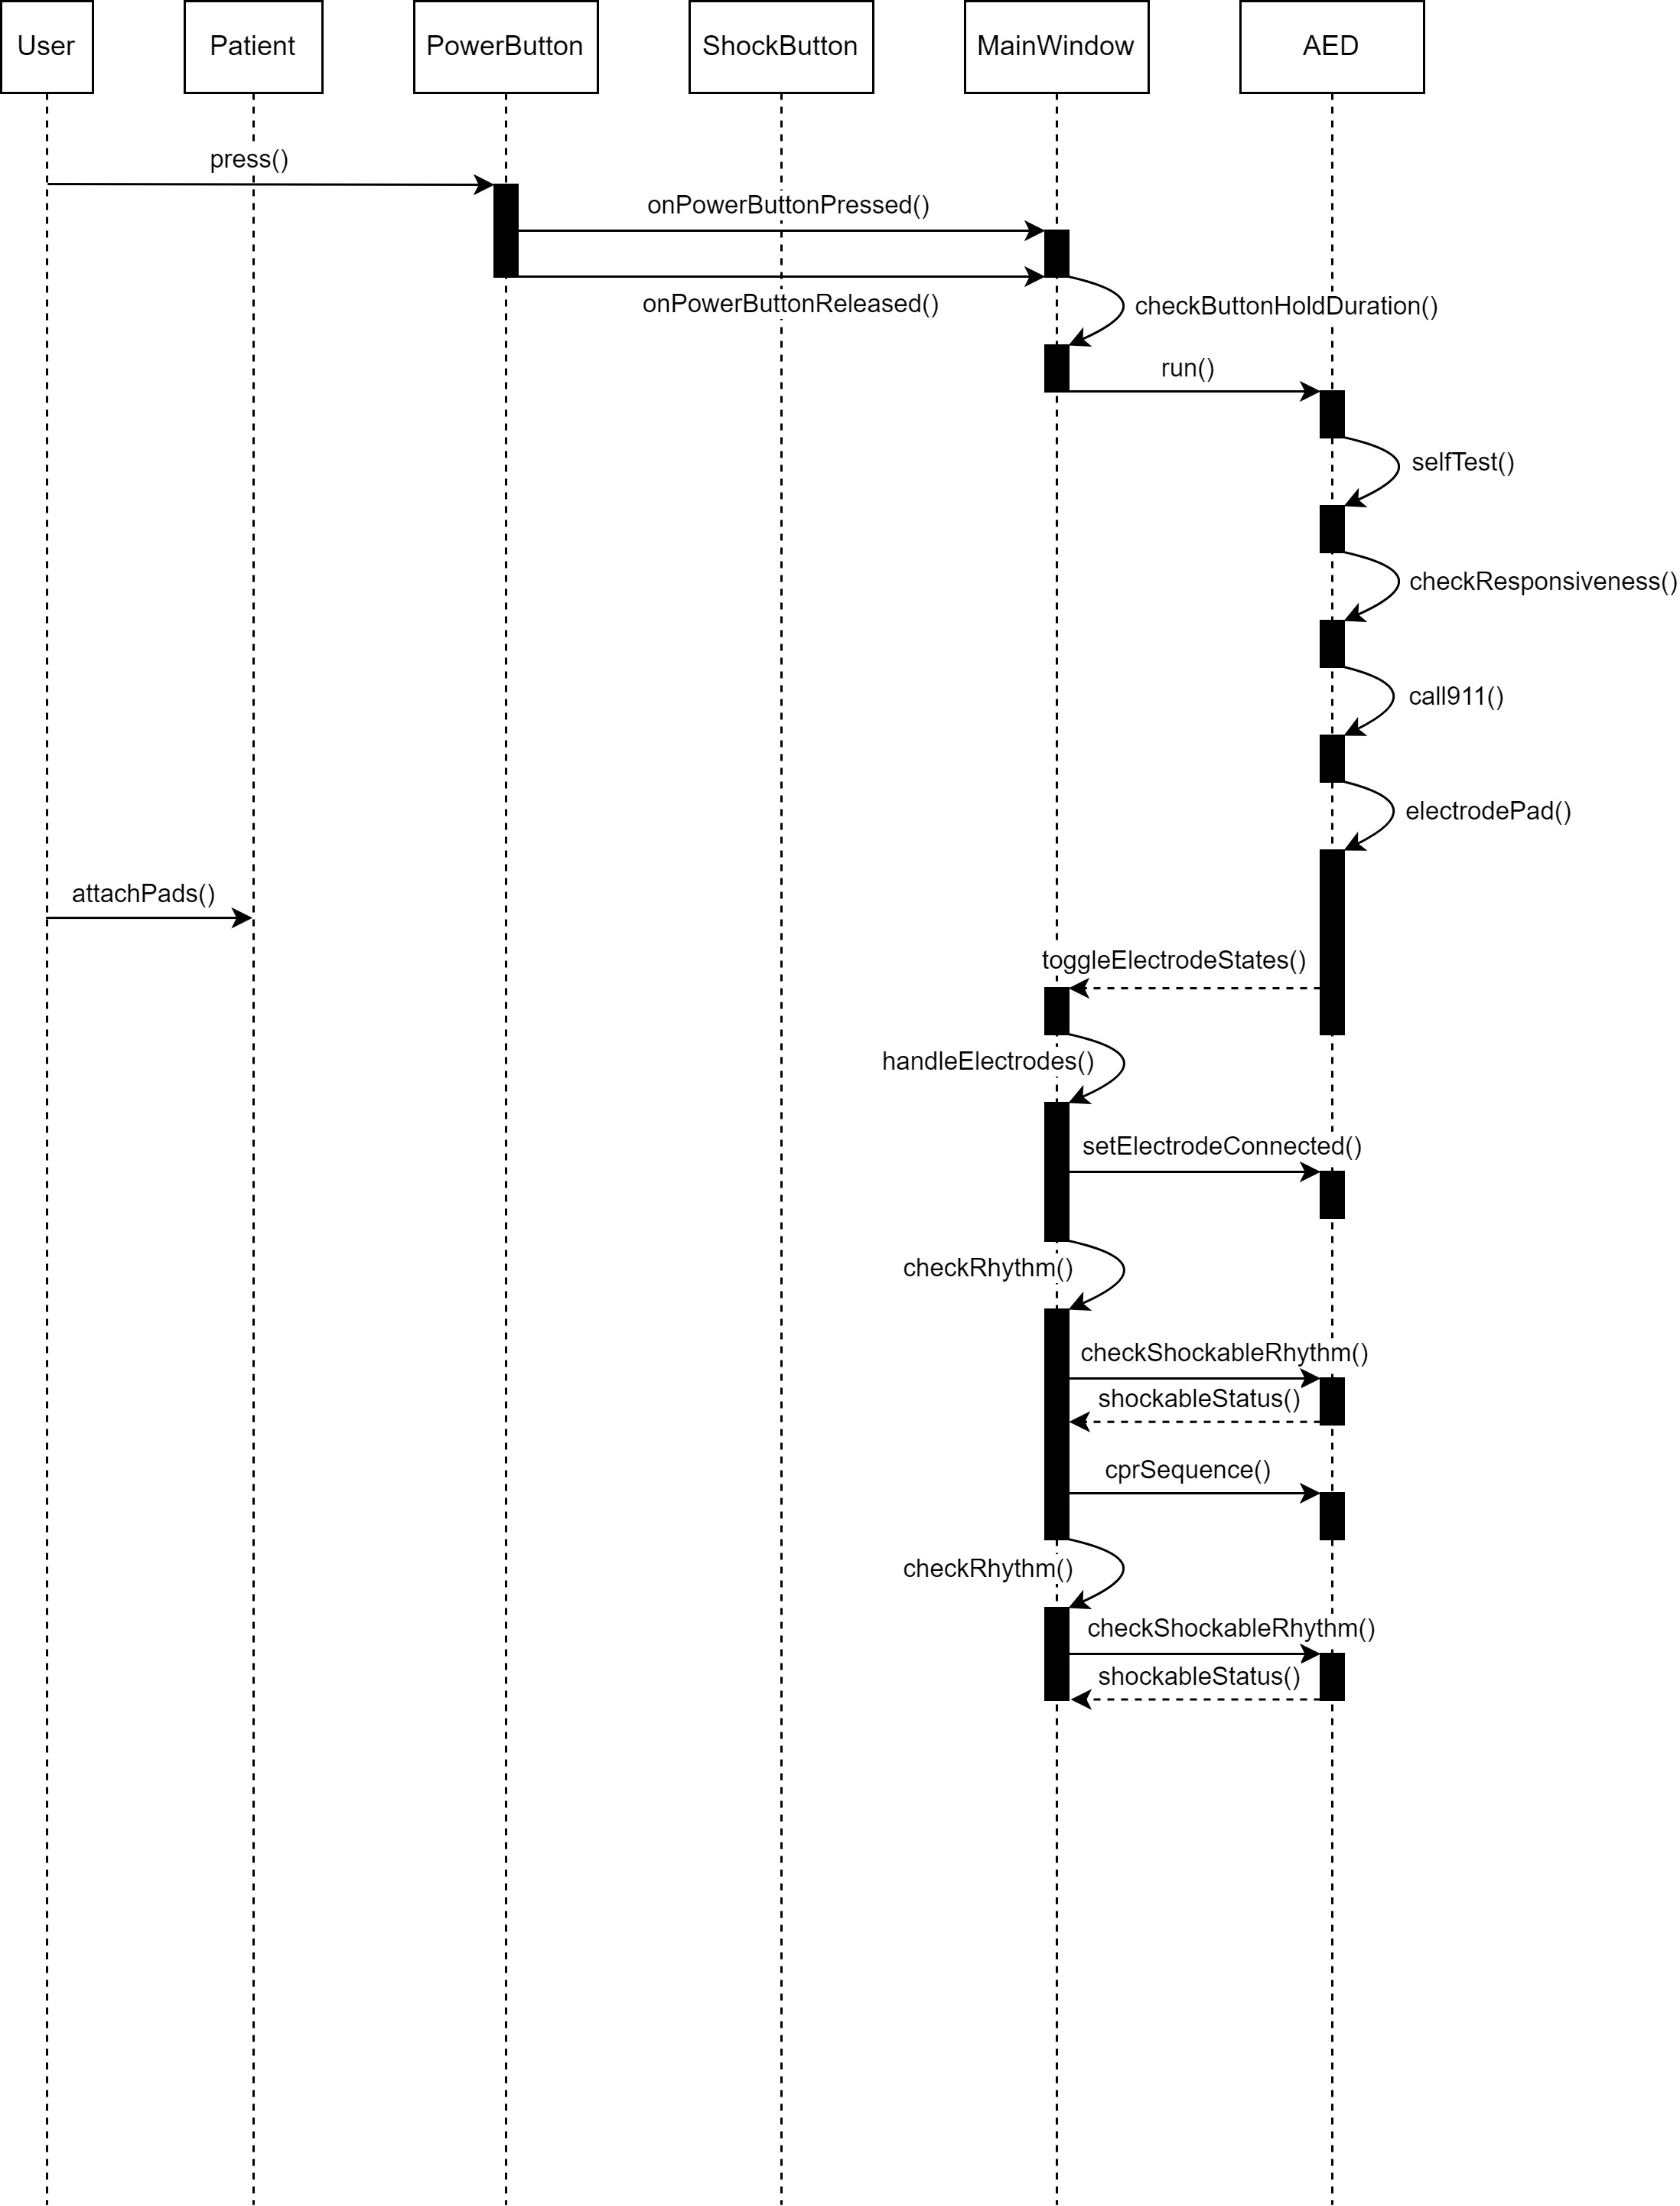 User
Patient
PowerButton
ShockButton
MainWindow
AED
press()
onPowerButtonPressed()
onPowerButtonReleased()
checkButtonHoldDuration()
run()
selfTest()
checkResponsiveness()
call911()
electrodePad()
attachPads()
toggleElectrodeStates()
handleElectrodes()
setElectrodeConnected()
checkRhythm()
checkShockableRhythm()
shockableStatus()
cprSequence()
checkRhythm()
checkShockableRhythm()
shockableStatus()